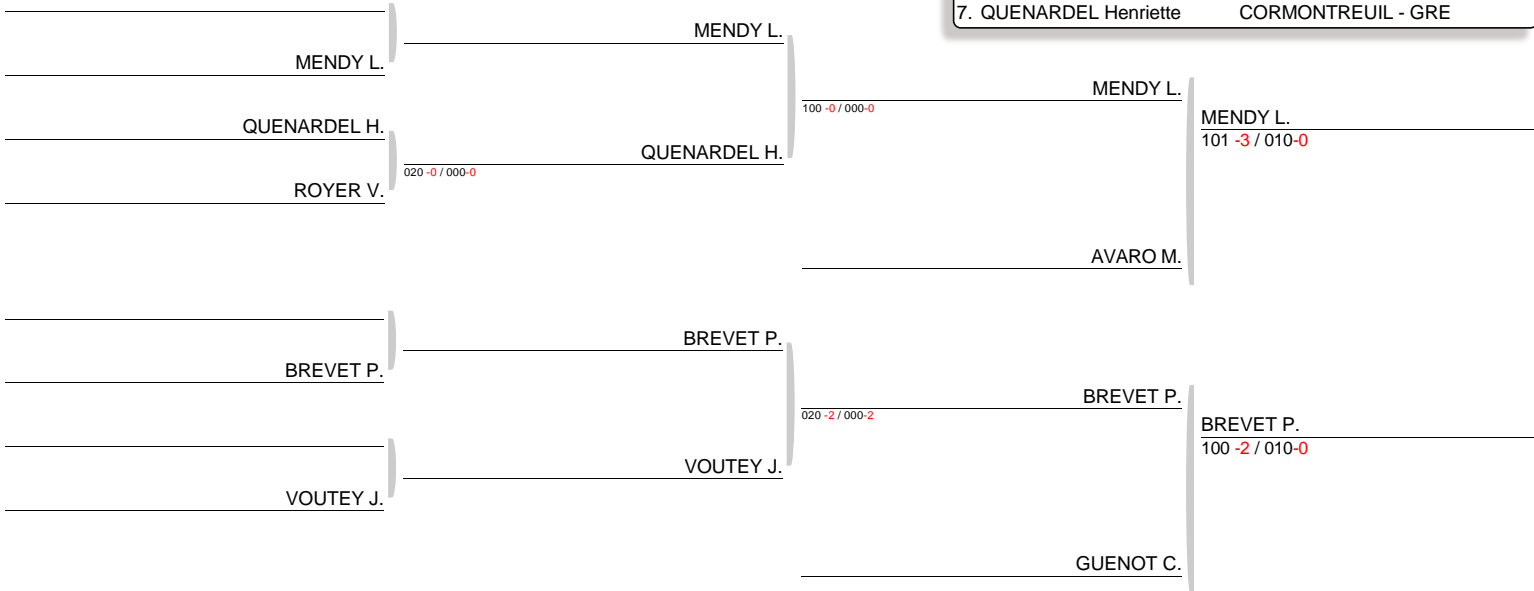 7. QUENARDEL Henriette CORMONTREUIL - GRE
MENDY L.
MENDY L.
MENDY L.
100 -0 / 000-0
MENDY L.
101 -3 / 010-0
QUENARDEL H.
QUENARDEL H.
020 -0 / 000-0
ROYER V.
AVARO M.
BREVET P.
BREVET P.
BREVET P.
020 -2 / 000-2
BREVET P.
100 -2 / 010-0
VOUTEY J.
VOUTEY J.
GUENOT C.